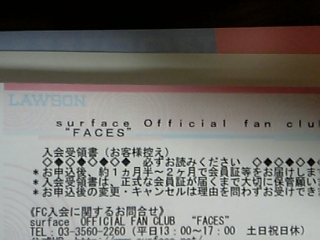 LAWSON
surface Official fan clu
"FACES"
入会受領書(お客様控え)
◇◆◇◆◇◆◇◆ 必ずお読みください ◇◆◇◆◇◆
*お申込後、約1ヵ月半~2ヶ月で会員証等をお届けしま
*入会受領書は、正式な会員証が届くまで大切に保管願いま
*お申込後の変更・キャンセルは理由を問わずお受けでき
《FC入会に関するお問合せ》
surface OFFICIAL FAN CLUB "FACES"
TEL:03-3560-2260(平日13:00~17:00 土日祝日休)